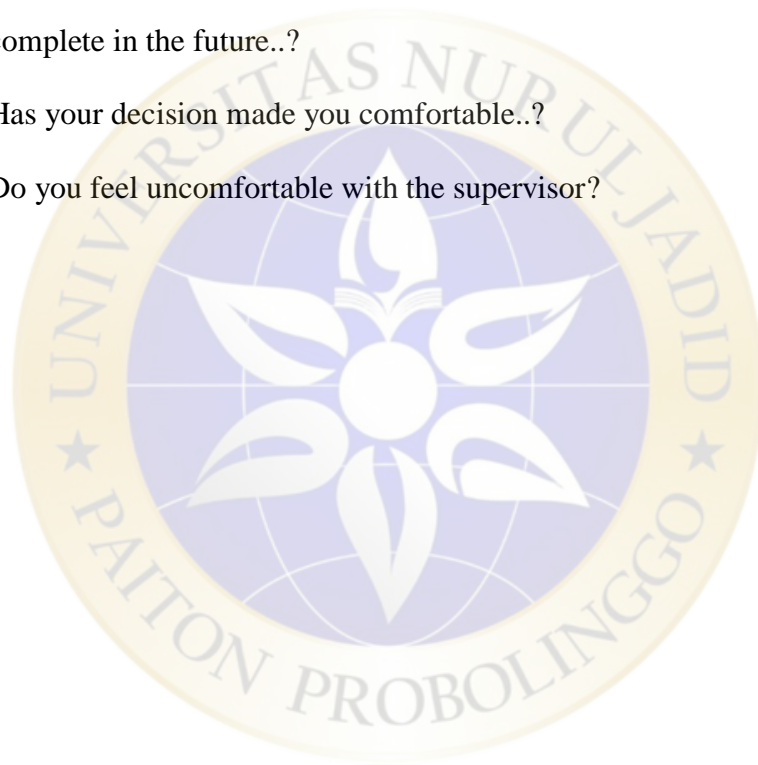 complete in the future..?
Has your decision made you comfortable..?
Do you feel uncomfortable with the supervisor?
UNIVERSITAS NURUL JADID
PAITON PROBOLINGGO